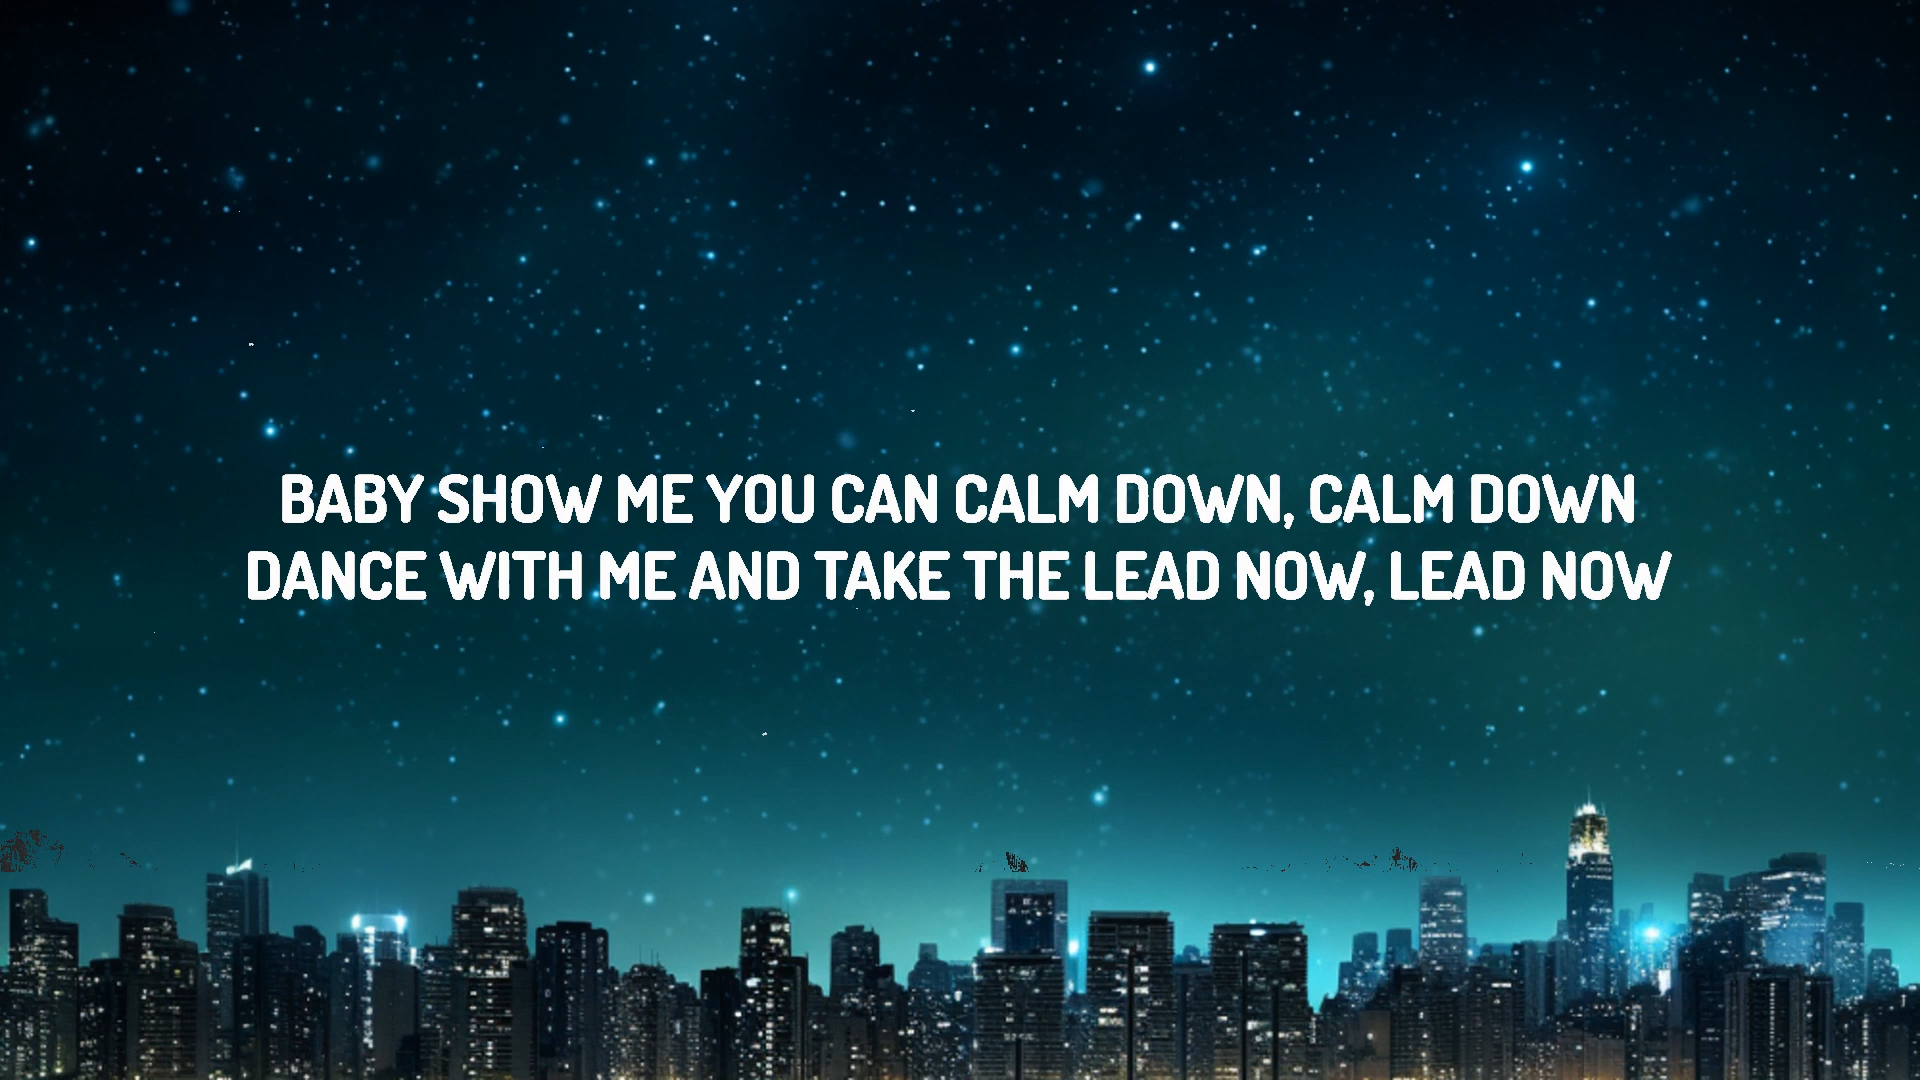 BABY SHOW ME YOU CAN CALM DOWN, CALM DOWN
DANCE WITH ME AND TAKE THE LEAD NOW, LEAD NOW